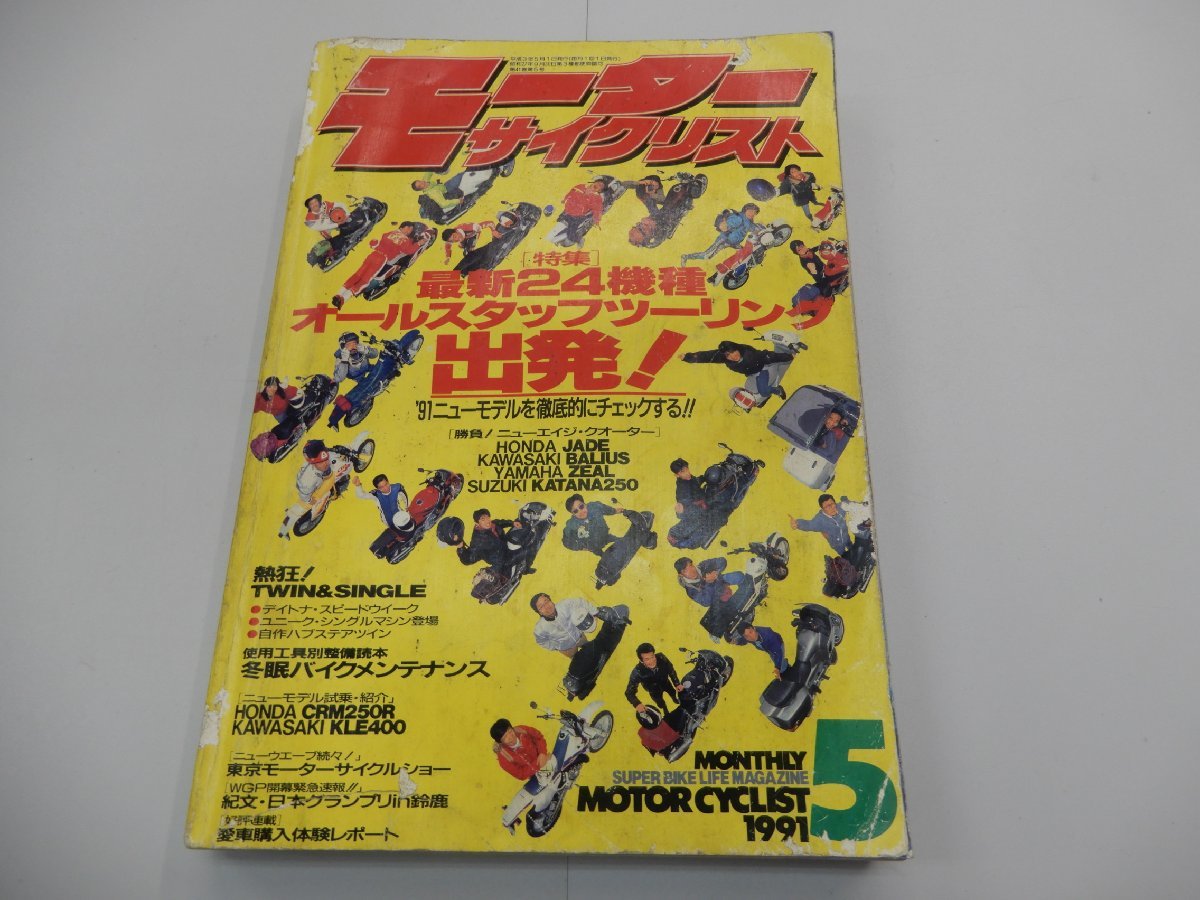 モーター
サイクリスト
[特集]
最新24機種
オールスタッフツーリング
出発!
'91ニューモデルを徹底的にチェックする!!
[勝負!ニューエイジ・クオーター]
HONDA JADE
KAWASAKI BALIUS
YAMAHA ZEAL
SUZUKI KATANA250
熱狂!
TWIN&SINGLE
●デイトナ・スピードウイーク
●ユニーク・シングルマシン登場
●自作ハブステアツイン
使用工具別整備読本
冬眠バイクメンテナンス
[ニューモデル試乗・紹介]
HONDA CRM250R
KAWASAKI KLE400
[ニューウエーブ続々!]
東京モーターサイクルショー
[WGP開幕緊急速報!!]
紀文・日本グランプリin鈴鹿
[好評連載]
愛車購入体験レポート
MONTHLY
SUPER BIKE LIFE MAGAZINE
MOTOR CYCLIST
1991
5